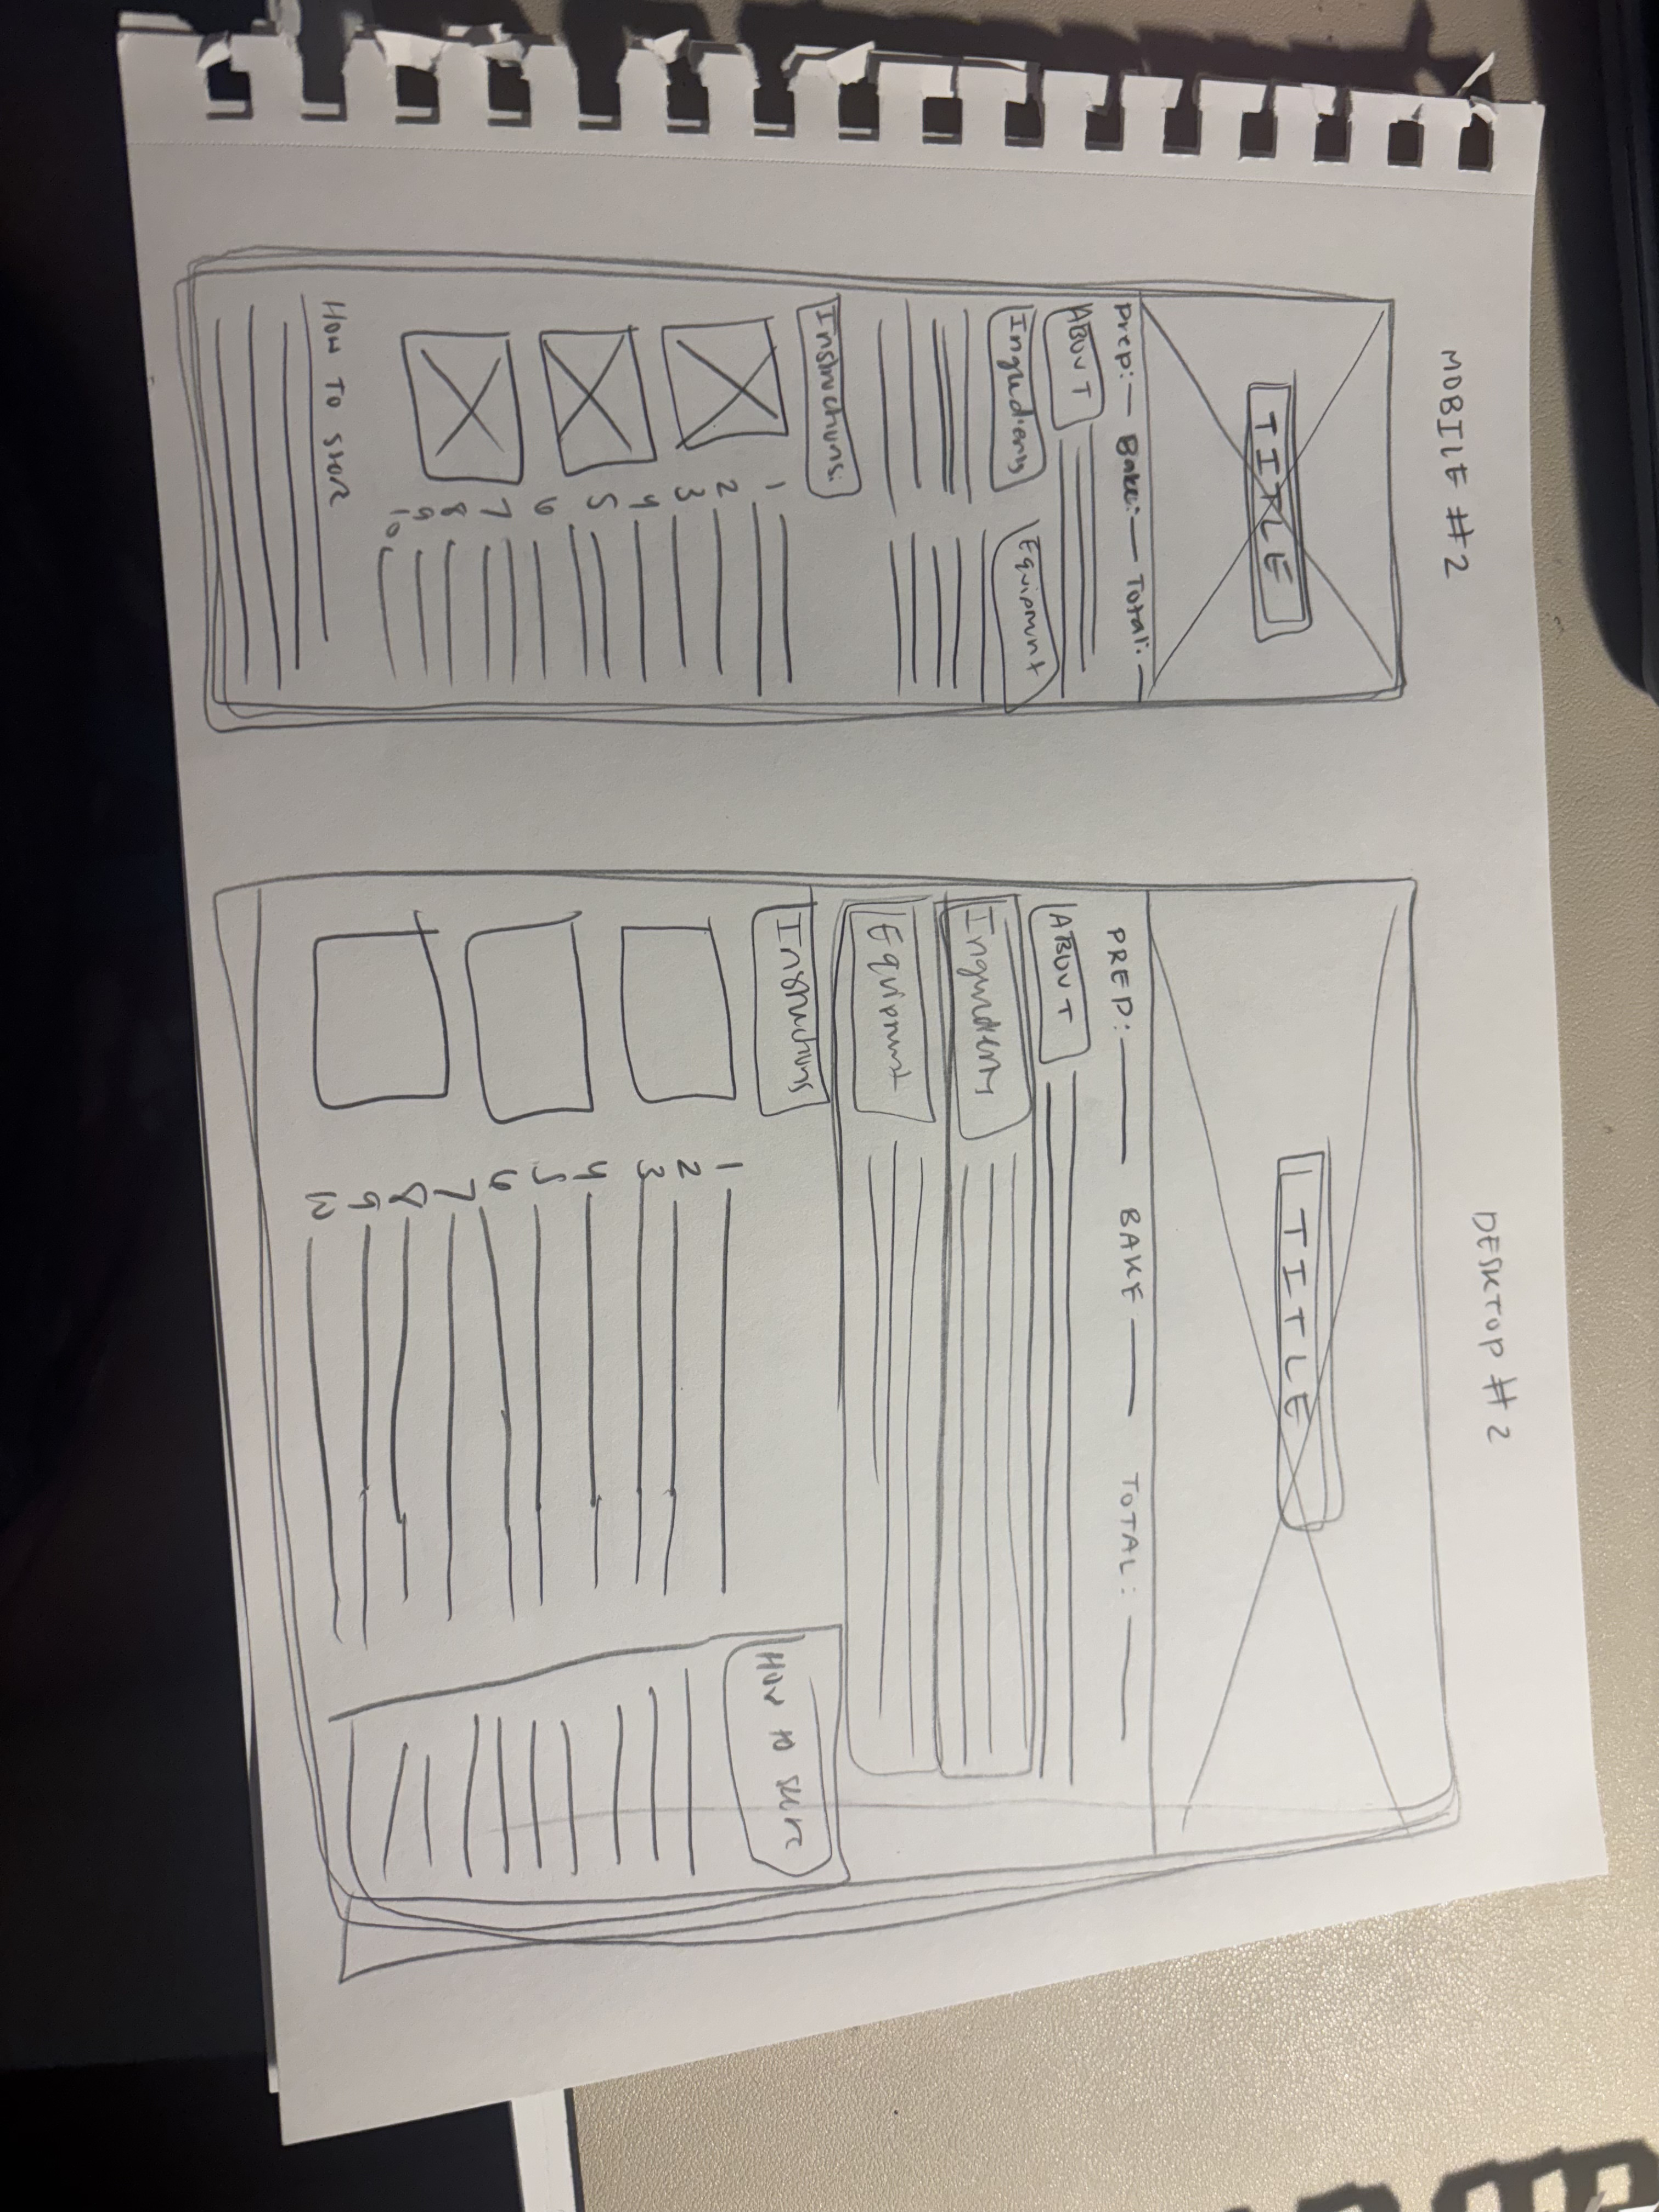 MOBILE #2
TITLE
Prep: Bake: Total:
ABOUT
Ingredients Equipment
Instructions:
1
2
3
4
5
6
7
8
9
10
HOW TO store
DESKTOP #2
TITLE
PREP: BAKE TOTAL:
ABOUT
Ingredients
Equipment
Instructions
HOW to store
1
2
3
4
5
6
7
8
9
10